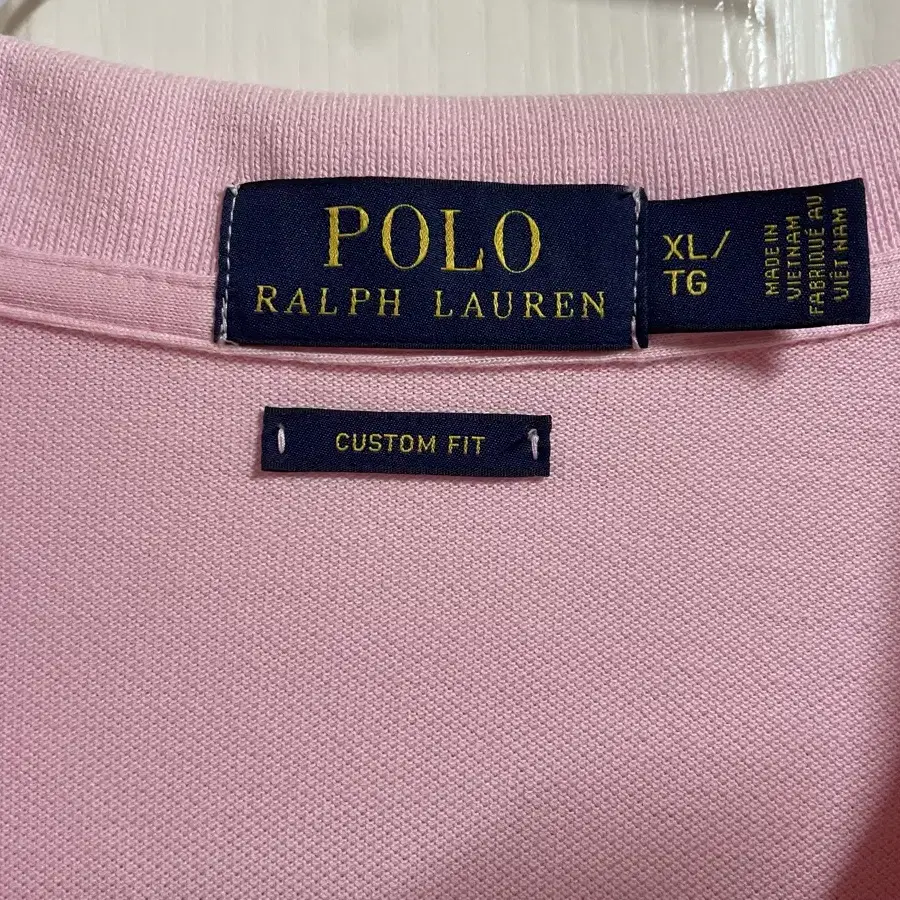 POLO
RALPH LAUREN
XL/
TG
MADE IN
VIETNAM
FABRIQUÉ AU
VIÊT NAM
CUSTOM FIT